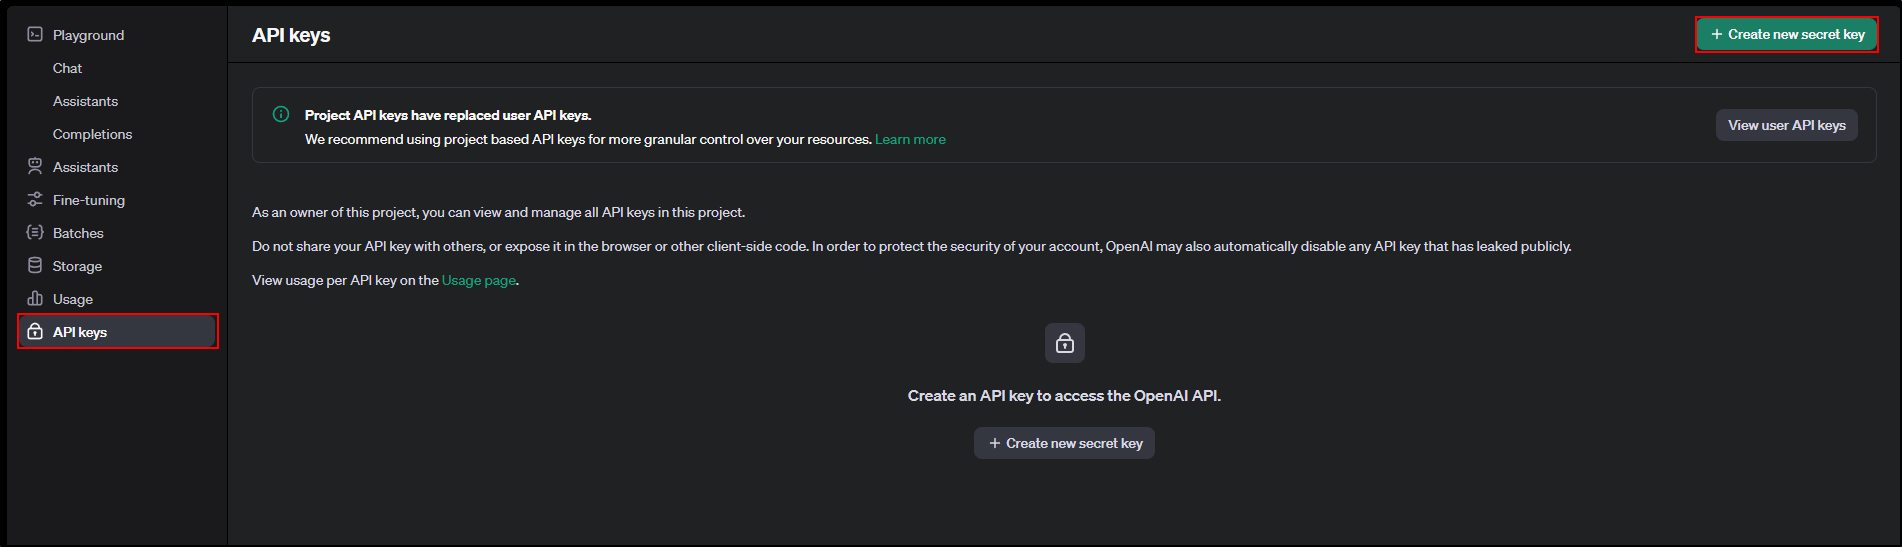 Playground
Chat
Assistants
Completions
Assistants
Fine-tuning
Batches
Storage
Usage
API keys
API keys
+ Create new secret key
Project API keys have replaced user API keys.
We recommend using project based API keys for more granular control over your resources. Learn more
View user API keys
As an owner of this project, you can view and manage all API keys in this project.
Do not share your API key with others, or expose it in the browser or other client-side code. In order to protect the security of your account, OpenAI may also automatically disable any API key that has leaked publicly.
View usage per API key on the Usage page.
Create an API key to access the OpenAI API.
+ Create new secret key